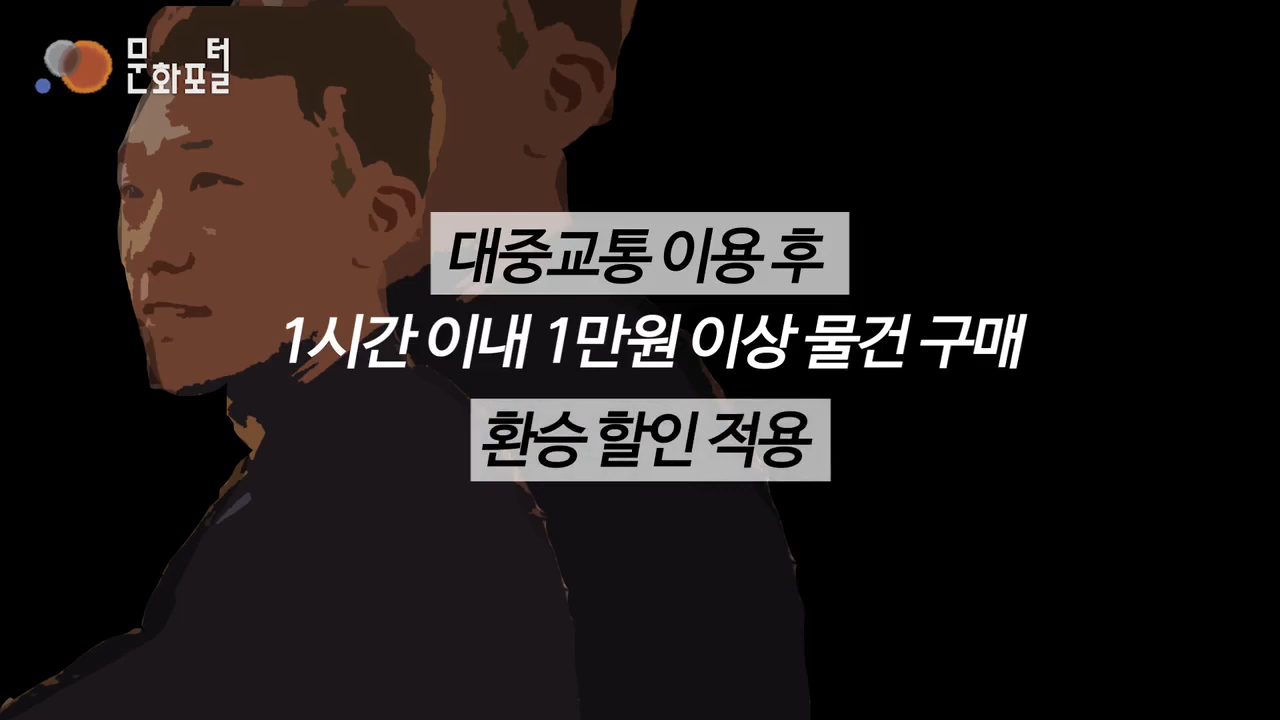 문화포털
대중교통 이용 후
1시간 이내 1만원 이상 물건 구매
환승 할인 적용